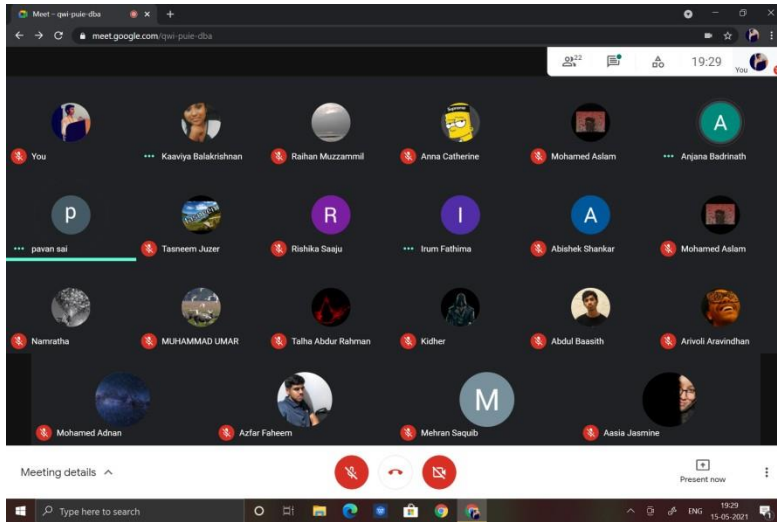 Meet – qwi-puie-dba
meet.google.com/qwi-puie-dba
22
19:29
You
You
Kaaviya Balakrishnan
Raihan Muzzammil
Anna Catherine
Mohamed Aslam
A
Anjana Badrinath
p
pavan sai
Tasneem Juzer
R
Rishika Saaju
I
Irum Fathima
A
Abishek Shankar
Mohamed Aslam
Namratha
MUHAMMAD UMAR
Talha Abdur Rahman
Kidher
Abdul Baasith
Arivoli Aravindhan
Mohamed Adnan
Azfar Faheem
M
Mehran Saquib
Aasia Jasmine
Meeting details
Present now
Type here to search
ENG
19:29
15-05-2021